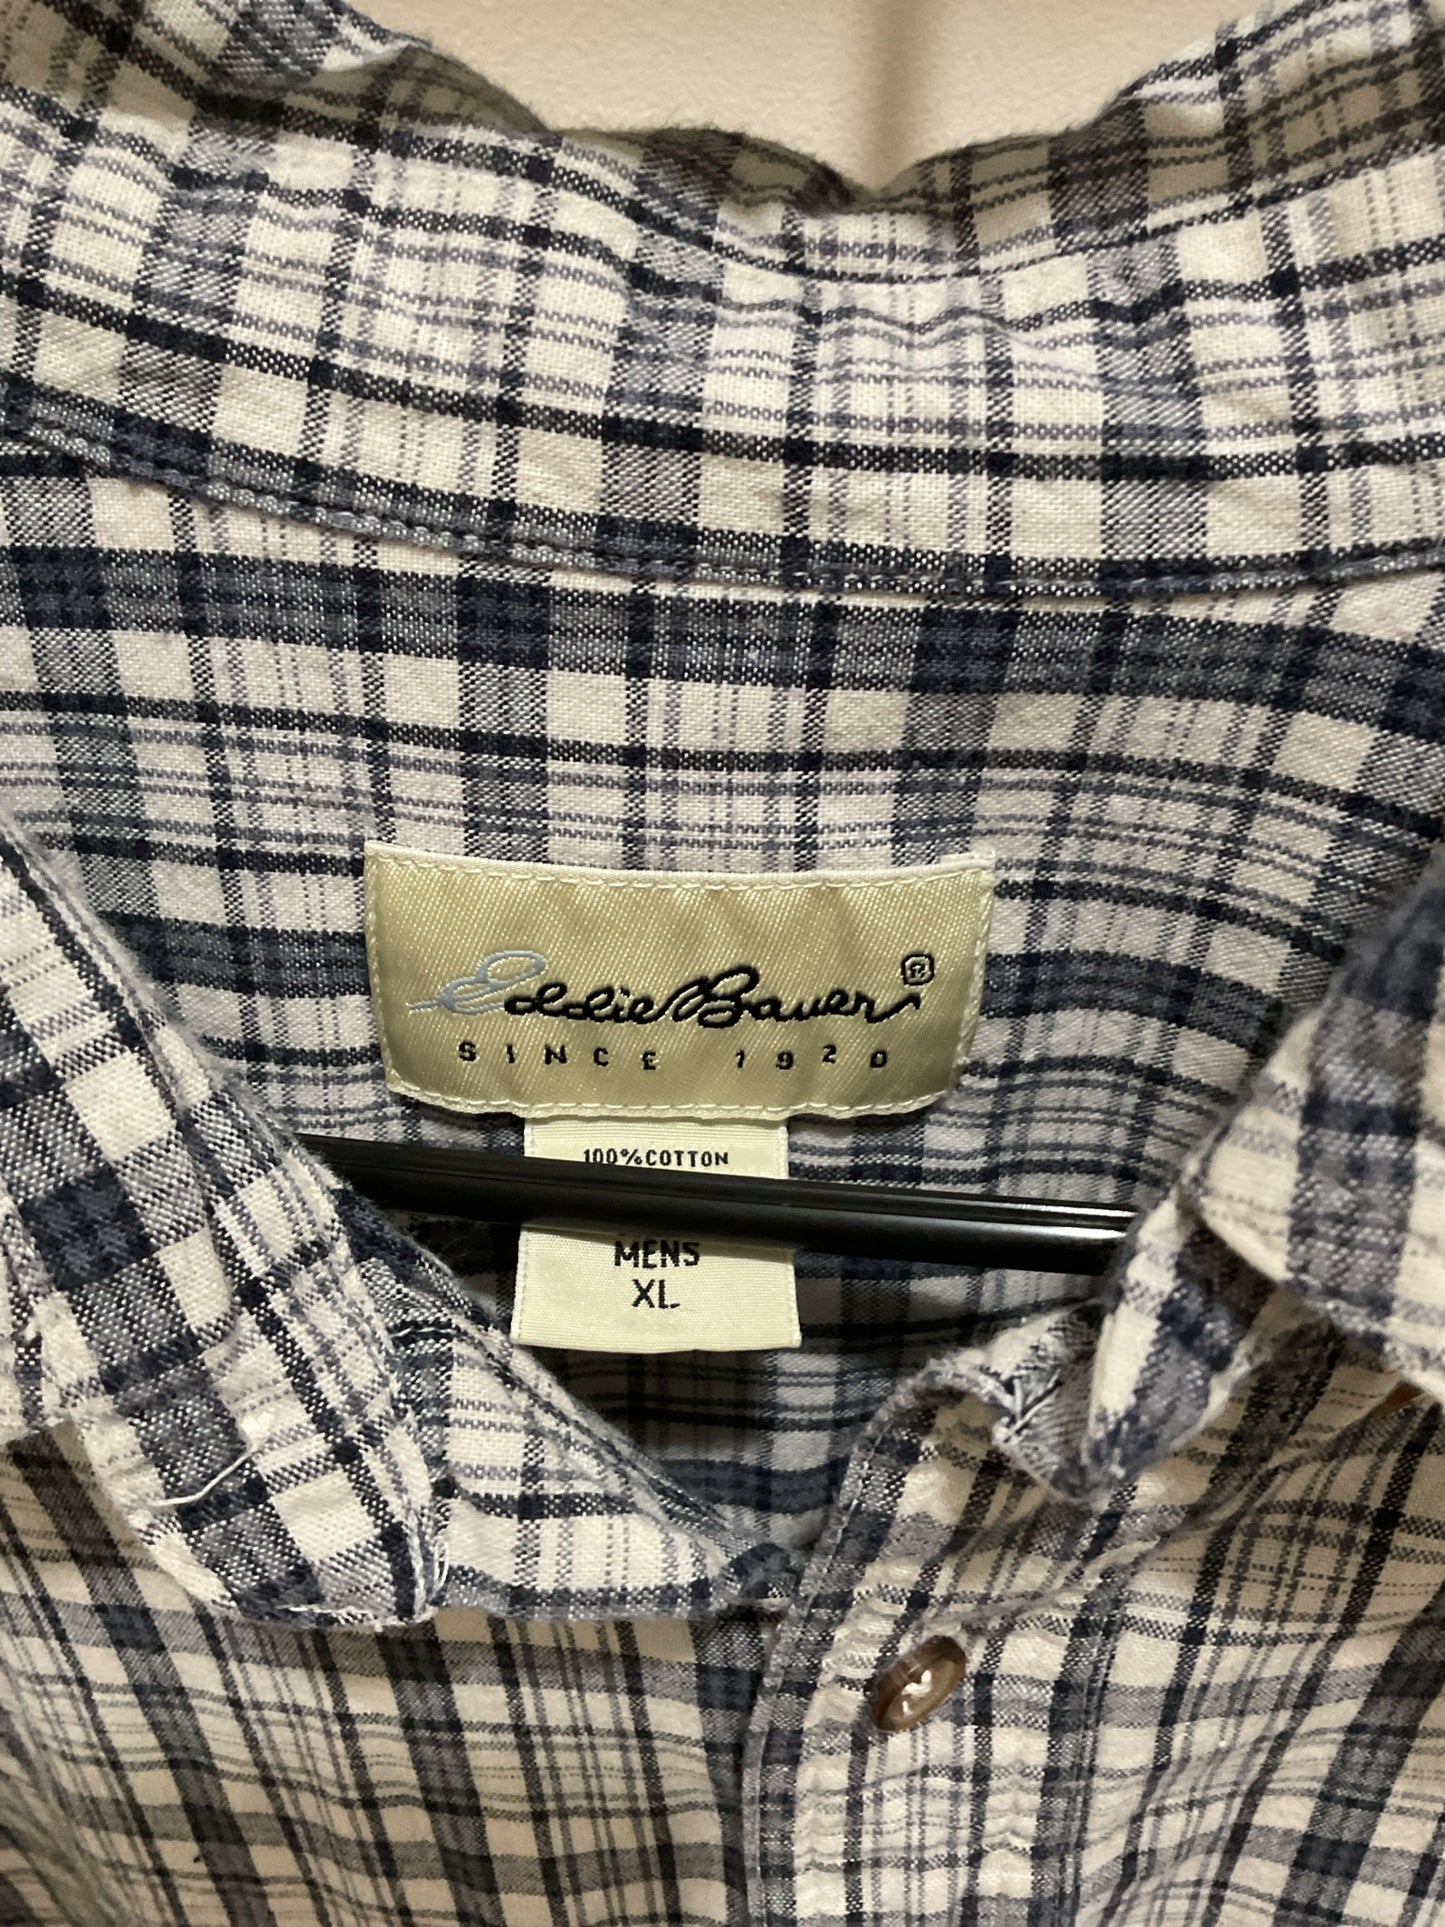 Eddie Bauer ®
SINCE 1920
100% COTTON
MENS
XL